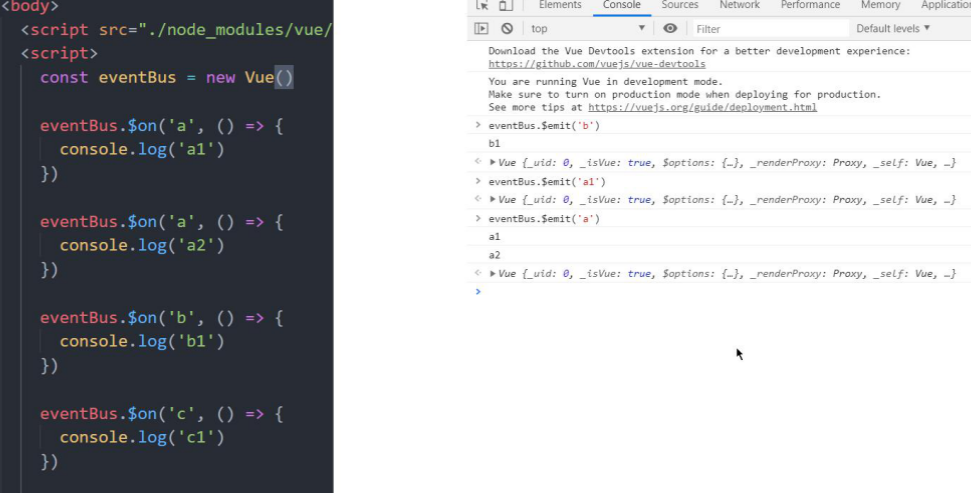 <body>
<script src="./node_modules/vue/
<script>
const eventBus = new Vue()
eventBus.$on('a', () => {
console.log('a1')
})
eventBus.$on('a', () => {
console.log('a2')
})
eventBus.$on('b', () => {
console.log('b1')
})
eventBus.$on('c', () => {
console.log('c1')
})
Elements Console Sources Network Performance Memory Application
top Filter Default levels ▼
Download the Vue Devtools extension for a better development experience:
https://github.com/vuejs/vue-devtools
You are running Vue in development mode.
Make sure to turn on production mode when deploying for production.
See more tips at https://vuejs.org/guide/deployment.html
> eventBus.$emit('b')
b1
Vue {_uid: 0, _isVue: true, $options: {…}, _renderProxy: Proxy, _self: Vue, …}
> eventBus.$emit('a1')
Vue {_uid: 0, _isVue: true, $options: {…}, _renderProxy: Proxy, _self: Vue, …}
> eventBus.$emit('a')
a1
a2
Vue {_uid: 0, _isVue: true, $options: {…}, _renderProxy: Proxy, _self: Vue, …}
>